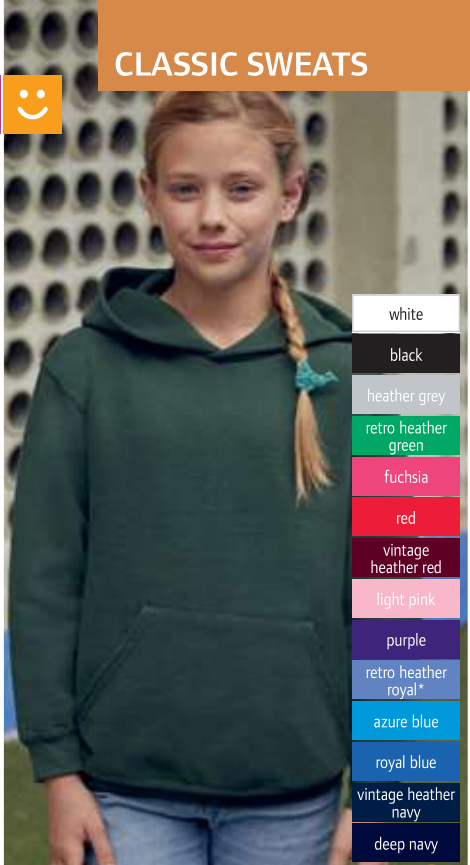 CLASSIC SWEATS
white
black
heather grey
retro heather
green
fuchsia
red
vintage
heather red
light pink
purple
retro heather
royal*
azure blue
royal blue
vintage heather
navy
deep navy